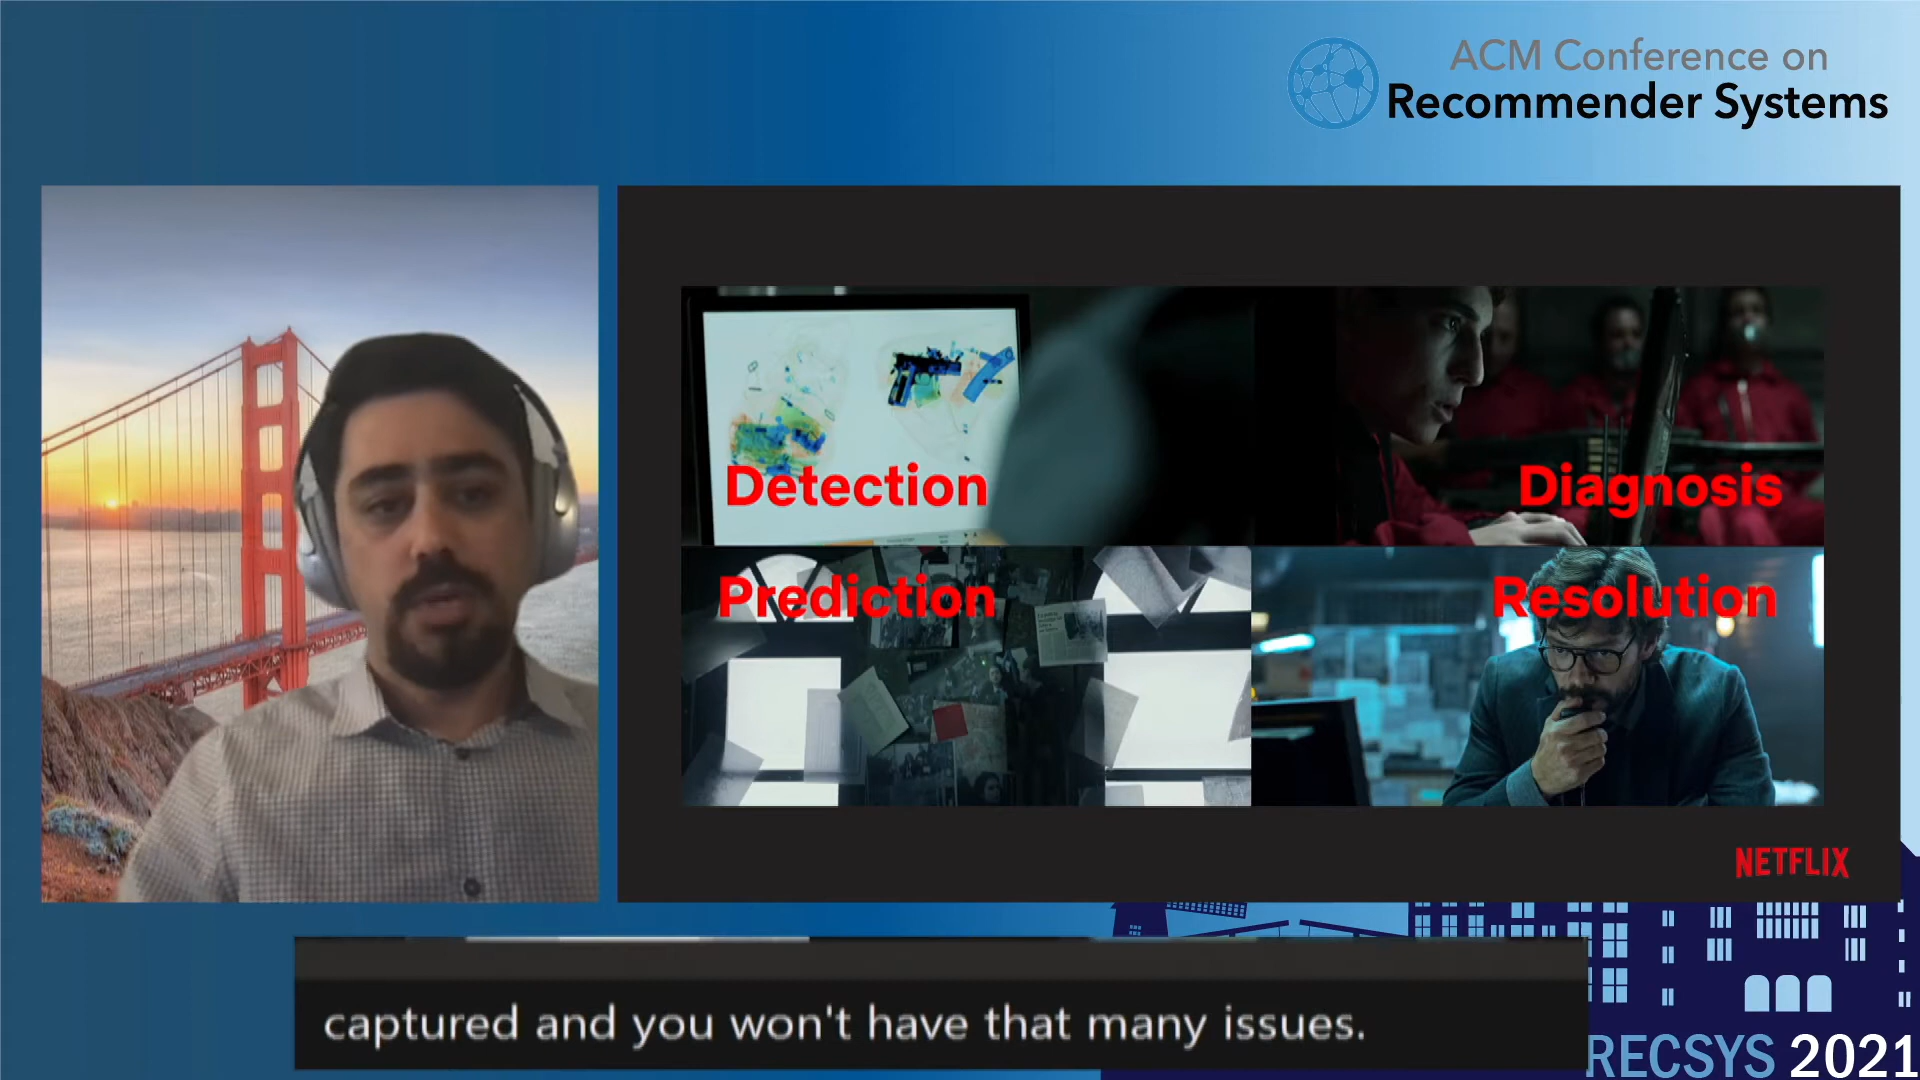 ACM Conference on
Recommender Systems
Detection
Diagnosis
Prediction
Resolution
NETFLIX
captured and you won't have that many issues.
RECSYS 2021